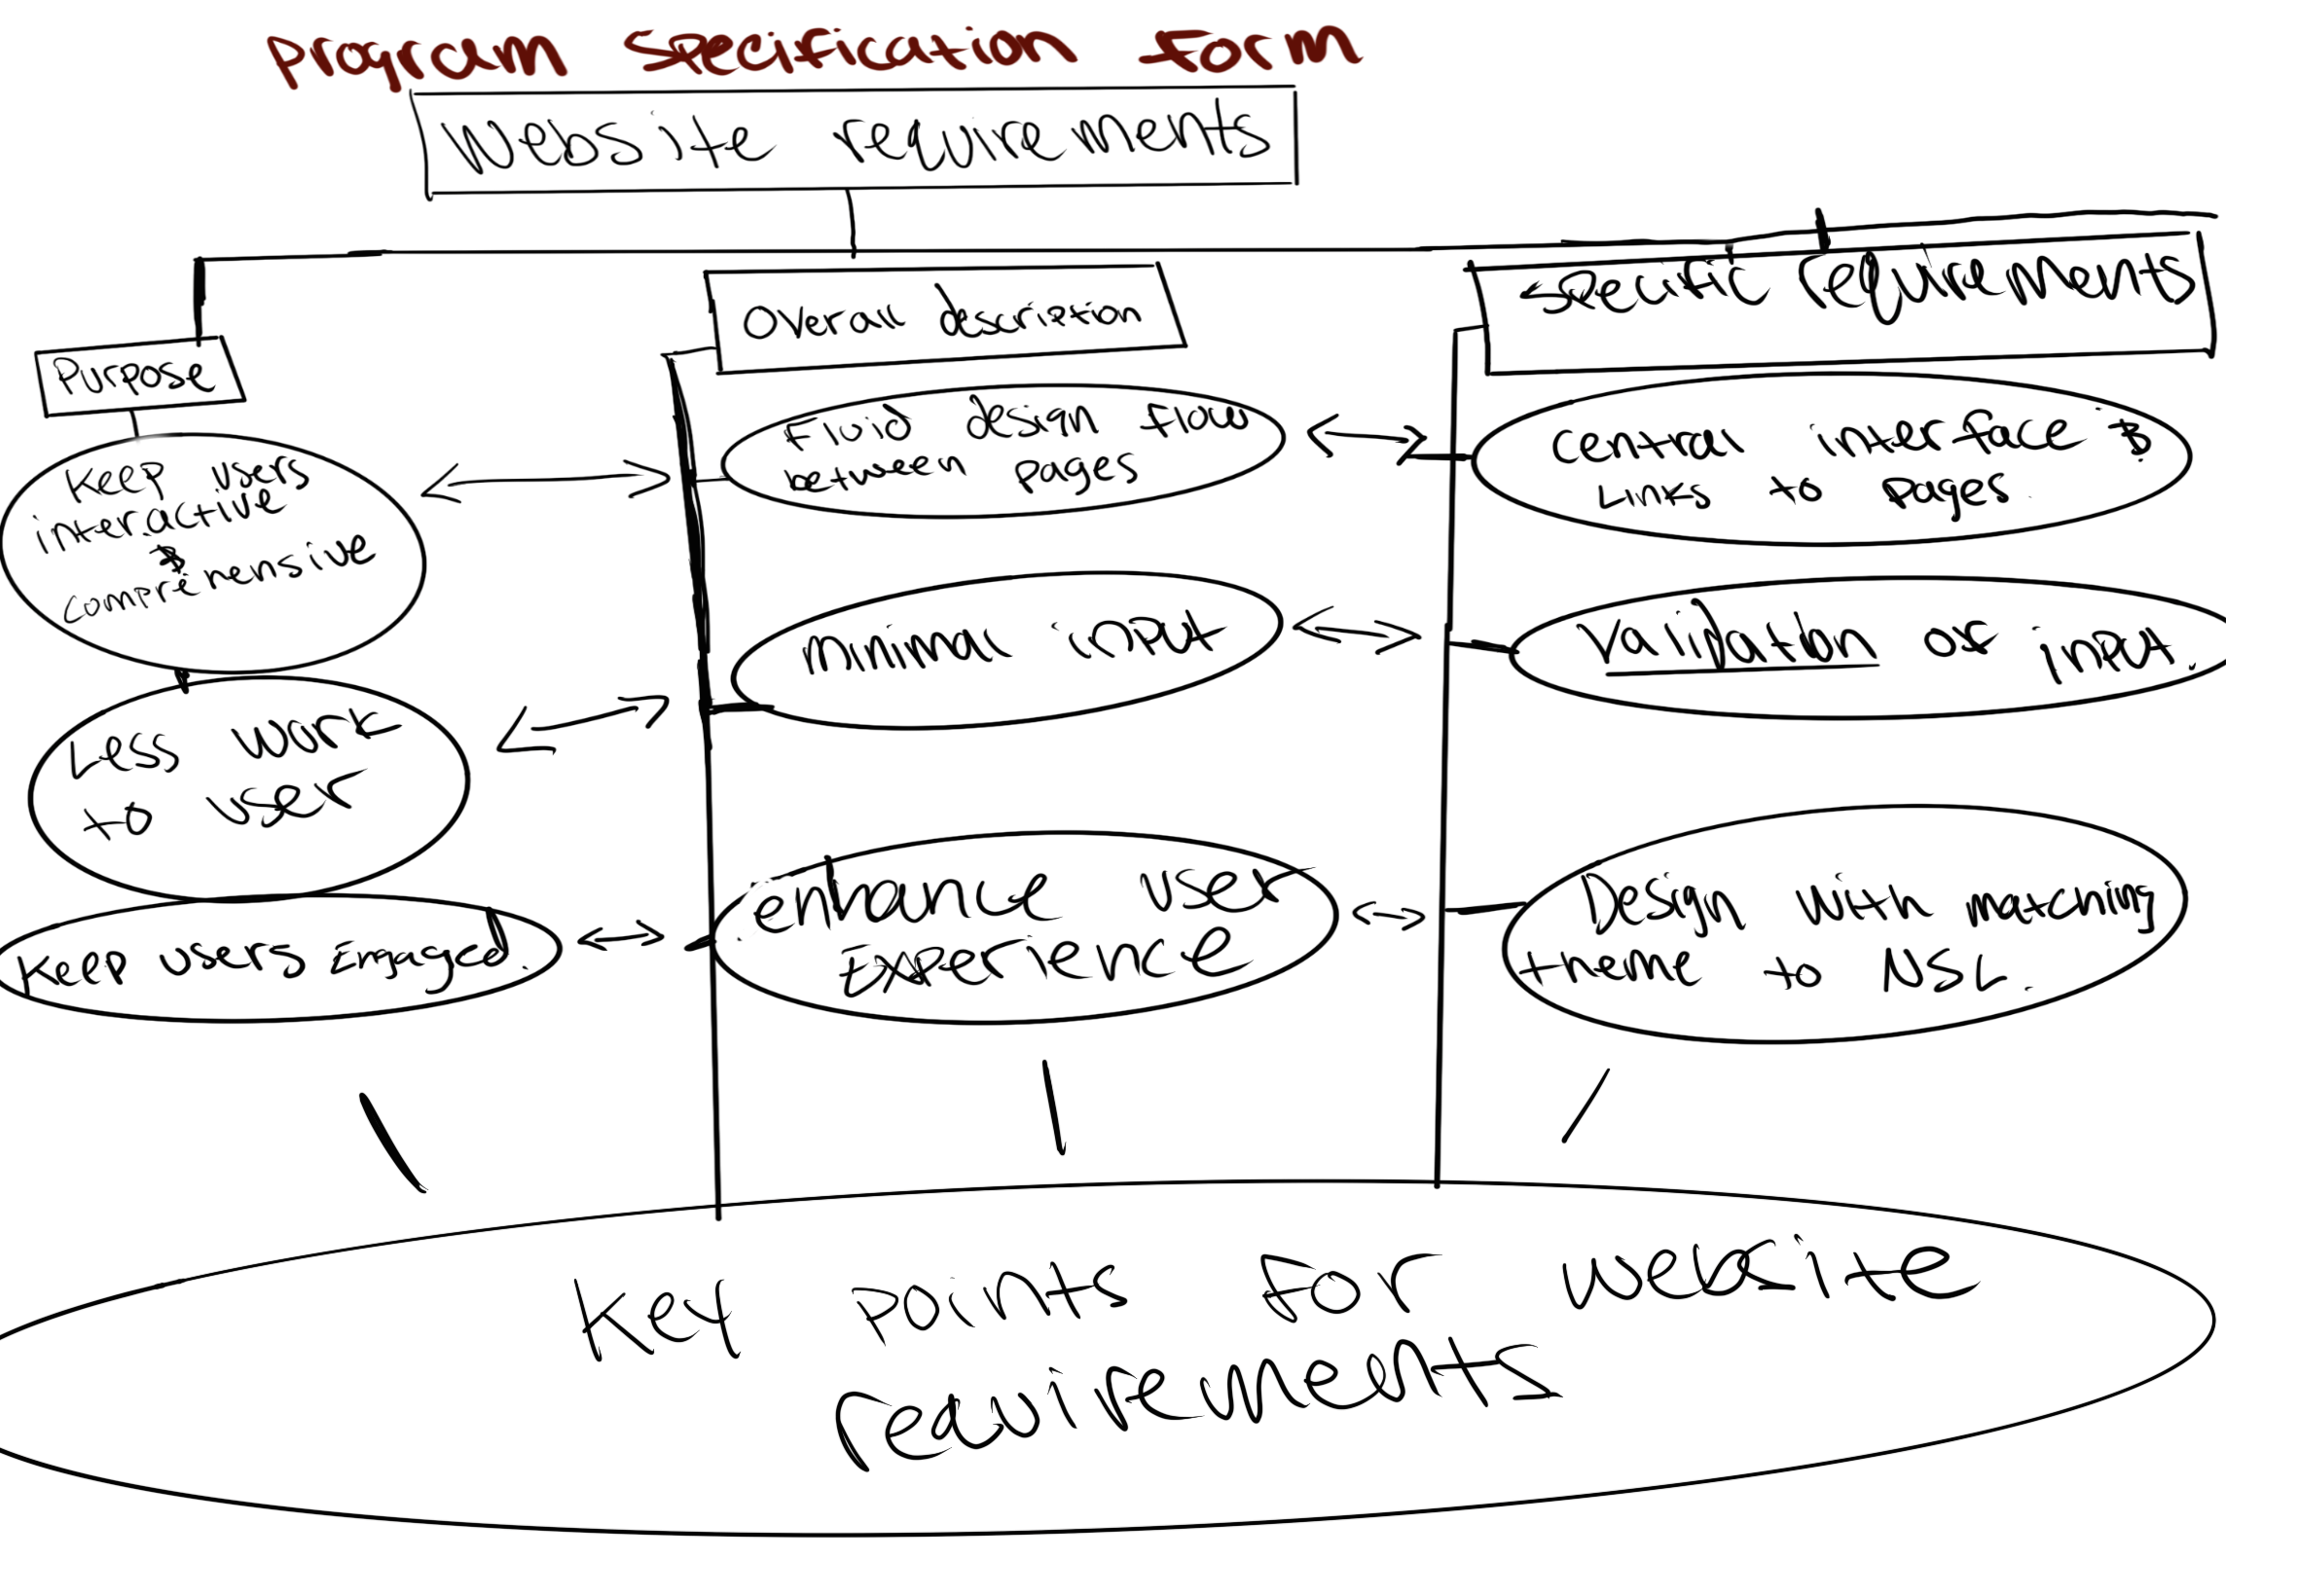 Program Specification Form
Website requirements
Purpose
Keep users
interactive
&
comprehensive
Less work
to user
Keep users Engaged.
Overall description
Fluid design flow
between pages
Minimal input
enhance user
Experience
Specific requirements
central interface &
Links to pages.
Validation of input.
Design with matching
theme to NSL.
Key points for website
requirements